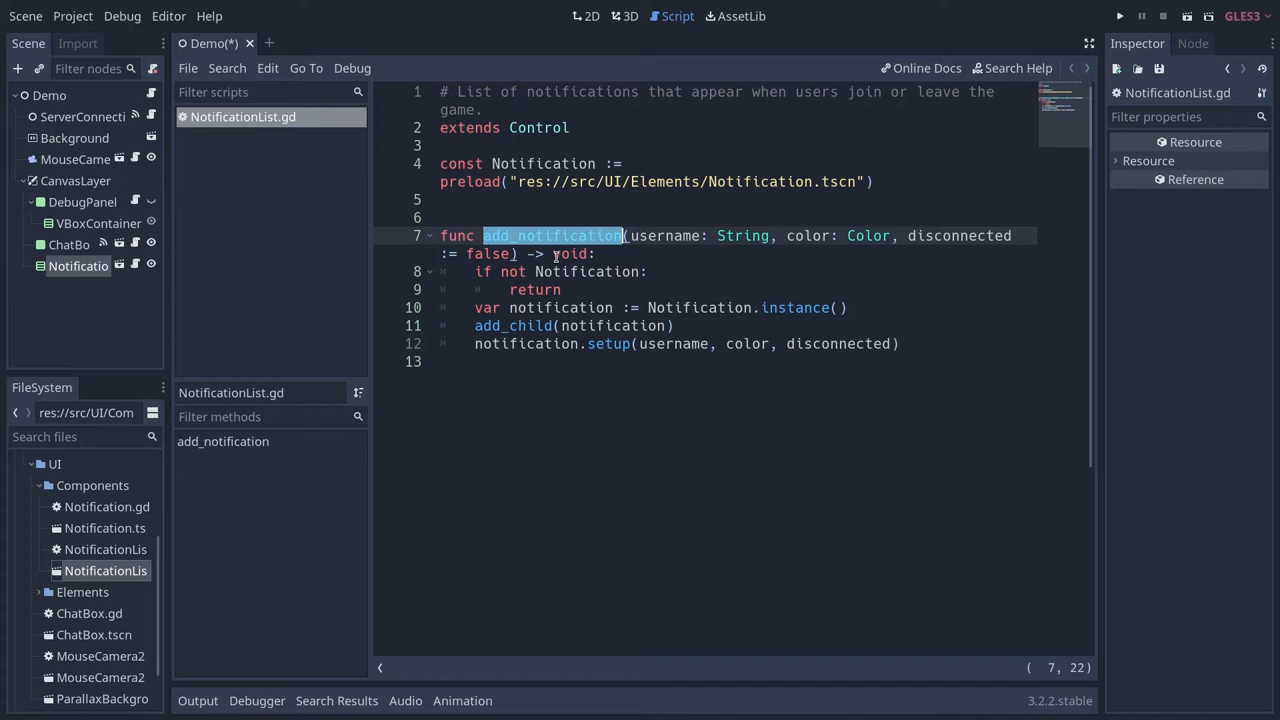 Scene Project Debug Editor Help
2D 3D Script AssetLib
GLES3
Scene Import
Filter nodes
Demo
ServerConnecti
Background
MouseCame
CanvasLayer
DebugPanel
VBoxContainer
ChatBo
Notificatio
FileSystem
res://src/UI/Com
Search files
UI
Components
Notification.gd
Notification.ts
NotificationLis
NotificationLis
Elements
ChatBox.gd
ChatBox.tscn
MouseCamera2
MouseCamera2
ParallaxBackgro
Demo(*)
File Search Edit Go To Debug
Online Docs Search Help
Filter scripts
NotificationList.gd
NotificationList.gd
Filter methods
add_notification
1 # List of notifications that appear when users join or leave the
game.
2 extends Control
3
4 const Notification :=
preload("res://src/UI/Elements/Notification.tscn")
5
6
7 func add_notification(username: String, color: Color, disconnected
:= false) -> void:
8 if not Notification:
9 return
10 var notification := Notification.instance()
11 add_child(notification)
12 notification.setup(username, color, disconnected)
13
( 7, 22)
Output Debugger Search Results Audio Animation
3.2.2.stable
Inspector Node
NotificationList.gd
Filter properties
Resource
Resource
Reference